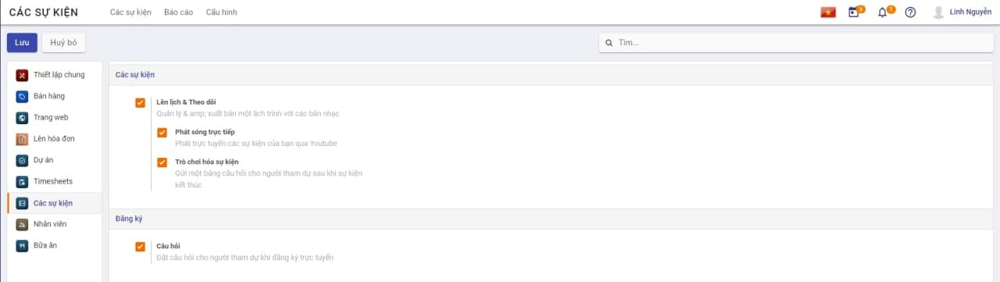 CÁC SỰ KIỆN
Các sự kiện
Báo cáo
Cấu hình
3
1
Linh Nguyễn
Lưu
Huỷ bỏ
Tìm...
Thiết lập chung
Bán hàng
Trang web
Lên hóa đơn
Dự án
Timesheets
Các sự kiện
Nhân viên
Bữa ăn
Các sự kiện
Lên lịch & Theo dõi
Quản lý & amp; xuất bản một lịch trình với các bản nhạc
Phát sóng trực tiếp
Phát trực tuyến các sự kiện của bạn qua Youtube
Trò chơi hóa sự kiện
Gửi một bảng câu hỏi cho người tham dự sau khi sự kiện
kết thúc
Đăng ký
Câu hỏi
Đặt câu hỏi cho người tham dự khi đăng ký trực tuyến